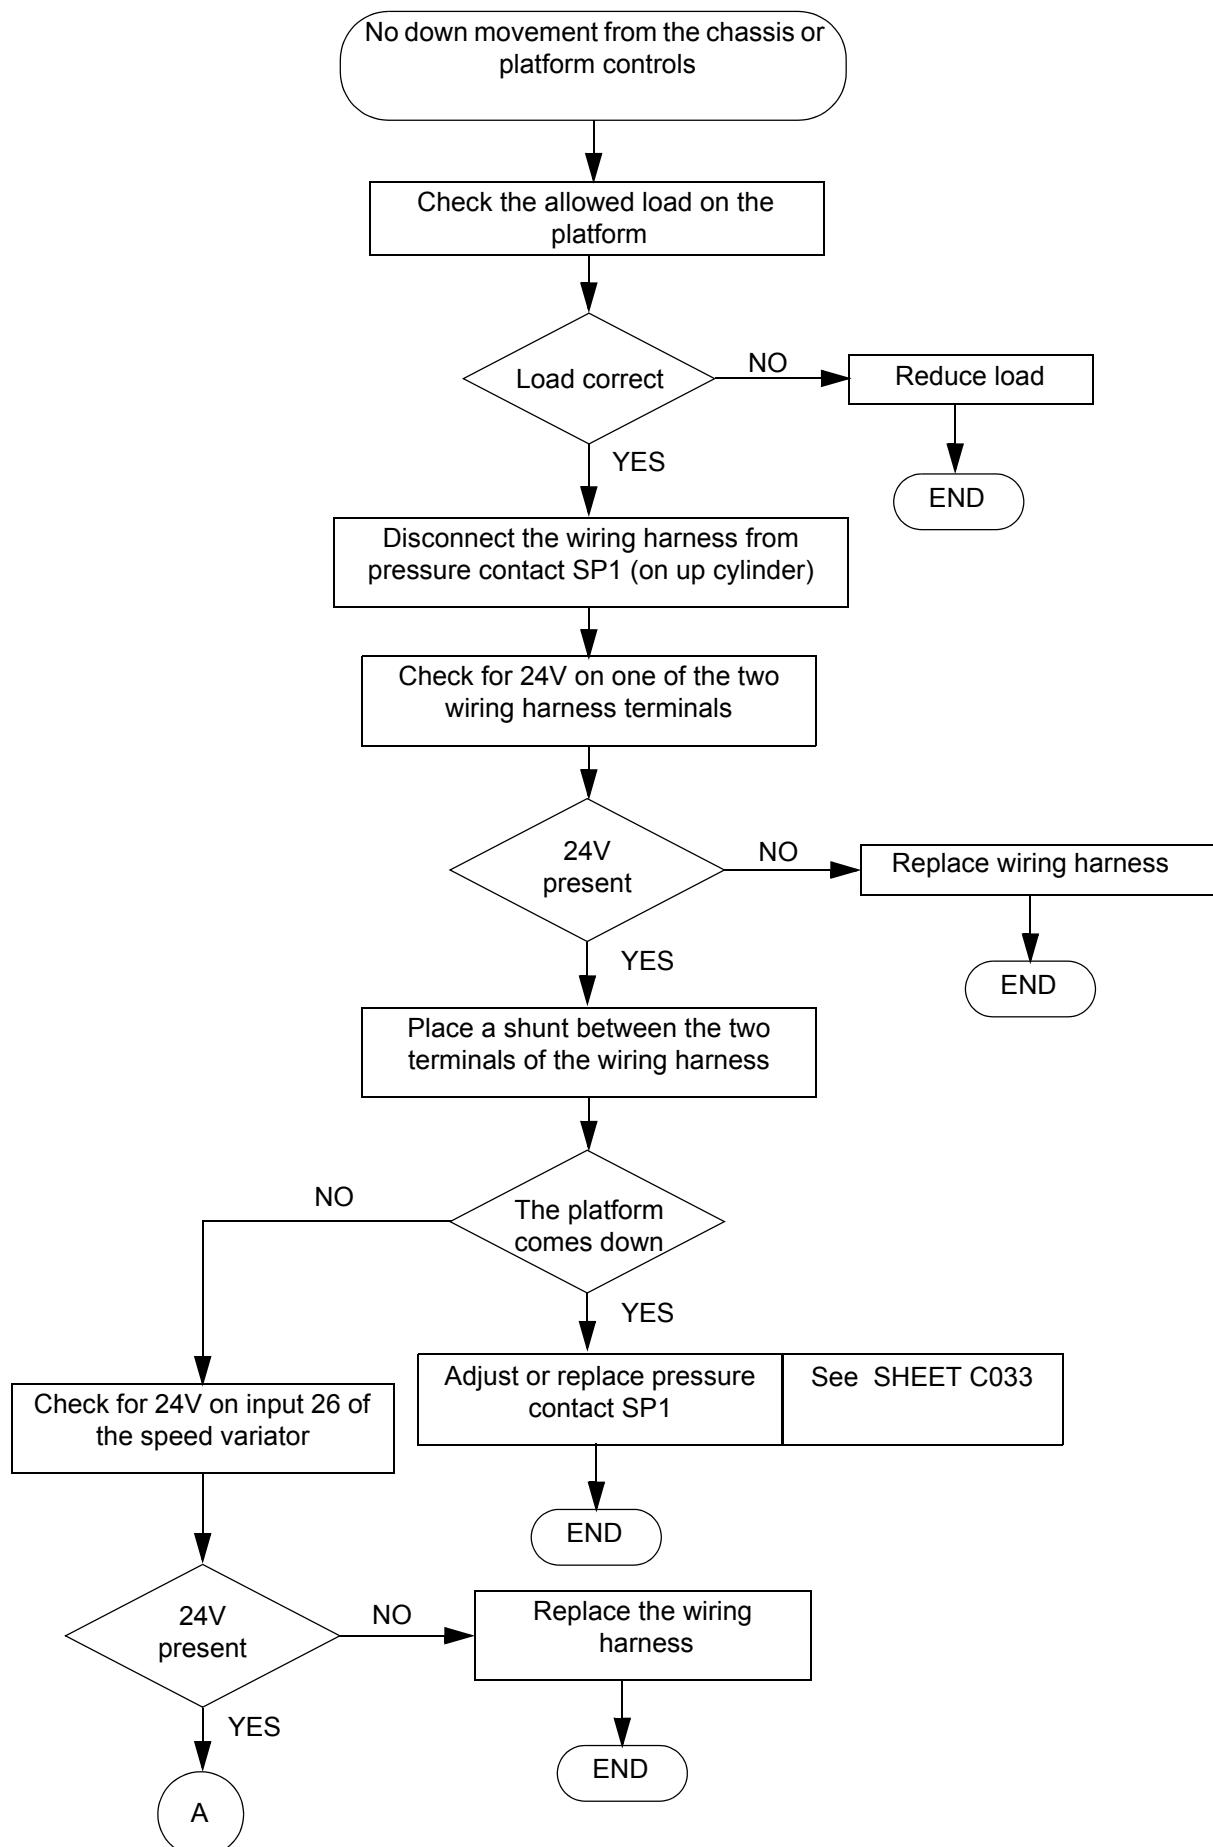 No down movement from the chassis or
platform controls
Check the allowed load on the
platform
Load correct
NO
Reduce load
YES
END
Disconnect the wiring harness from
pressure contact SP1 (on up cylinder)
Check for 24V on one of the two
wiring harness terminals
24V
present
NO
Replace wiring harness
YES
END
Place a shunt between the two
terminals of the wiring harness
NO
The platform
comes down
YES
Adjust or replace pressure
contact SP1
See SHEET C033
Check for 24V on input 26 of
the speed variator
END
24V
present
NO
Replace the wiring
harness
YES
END
A